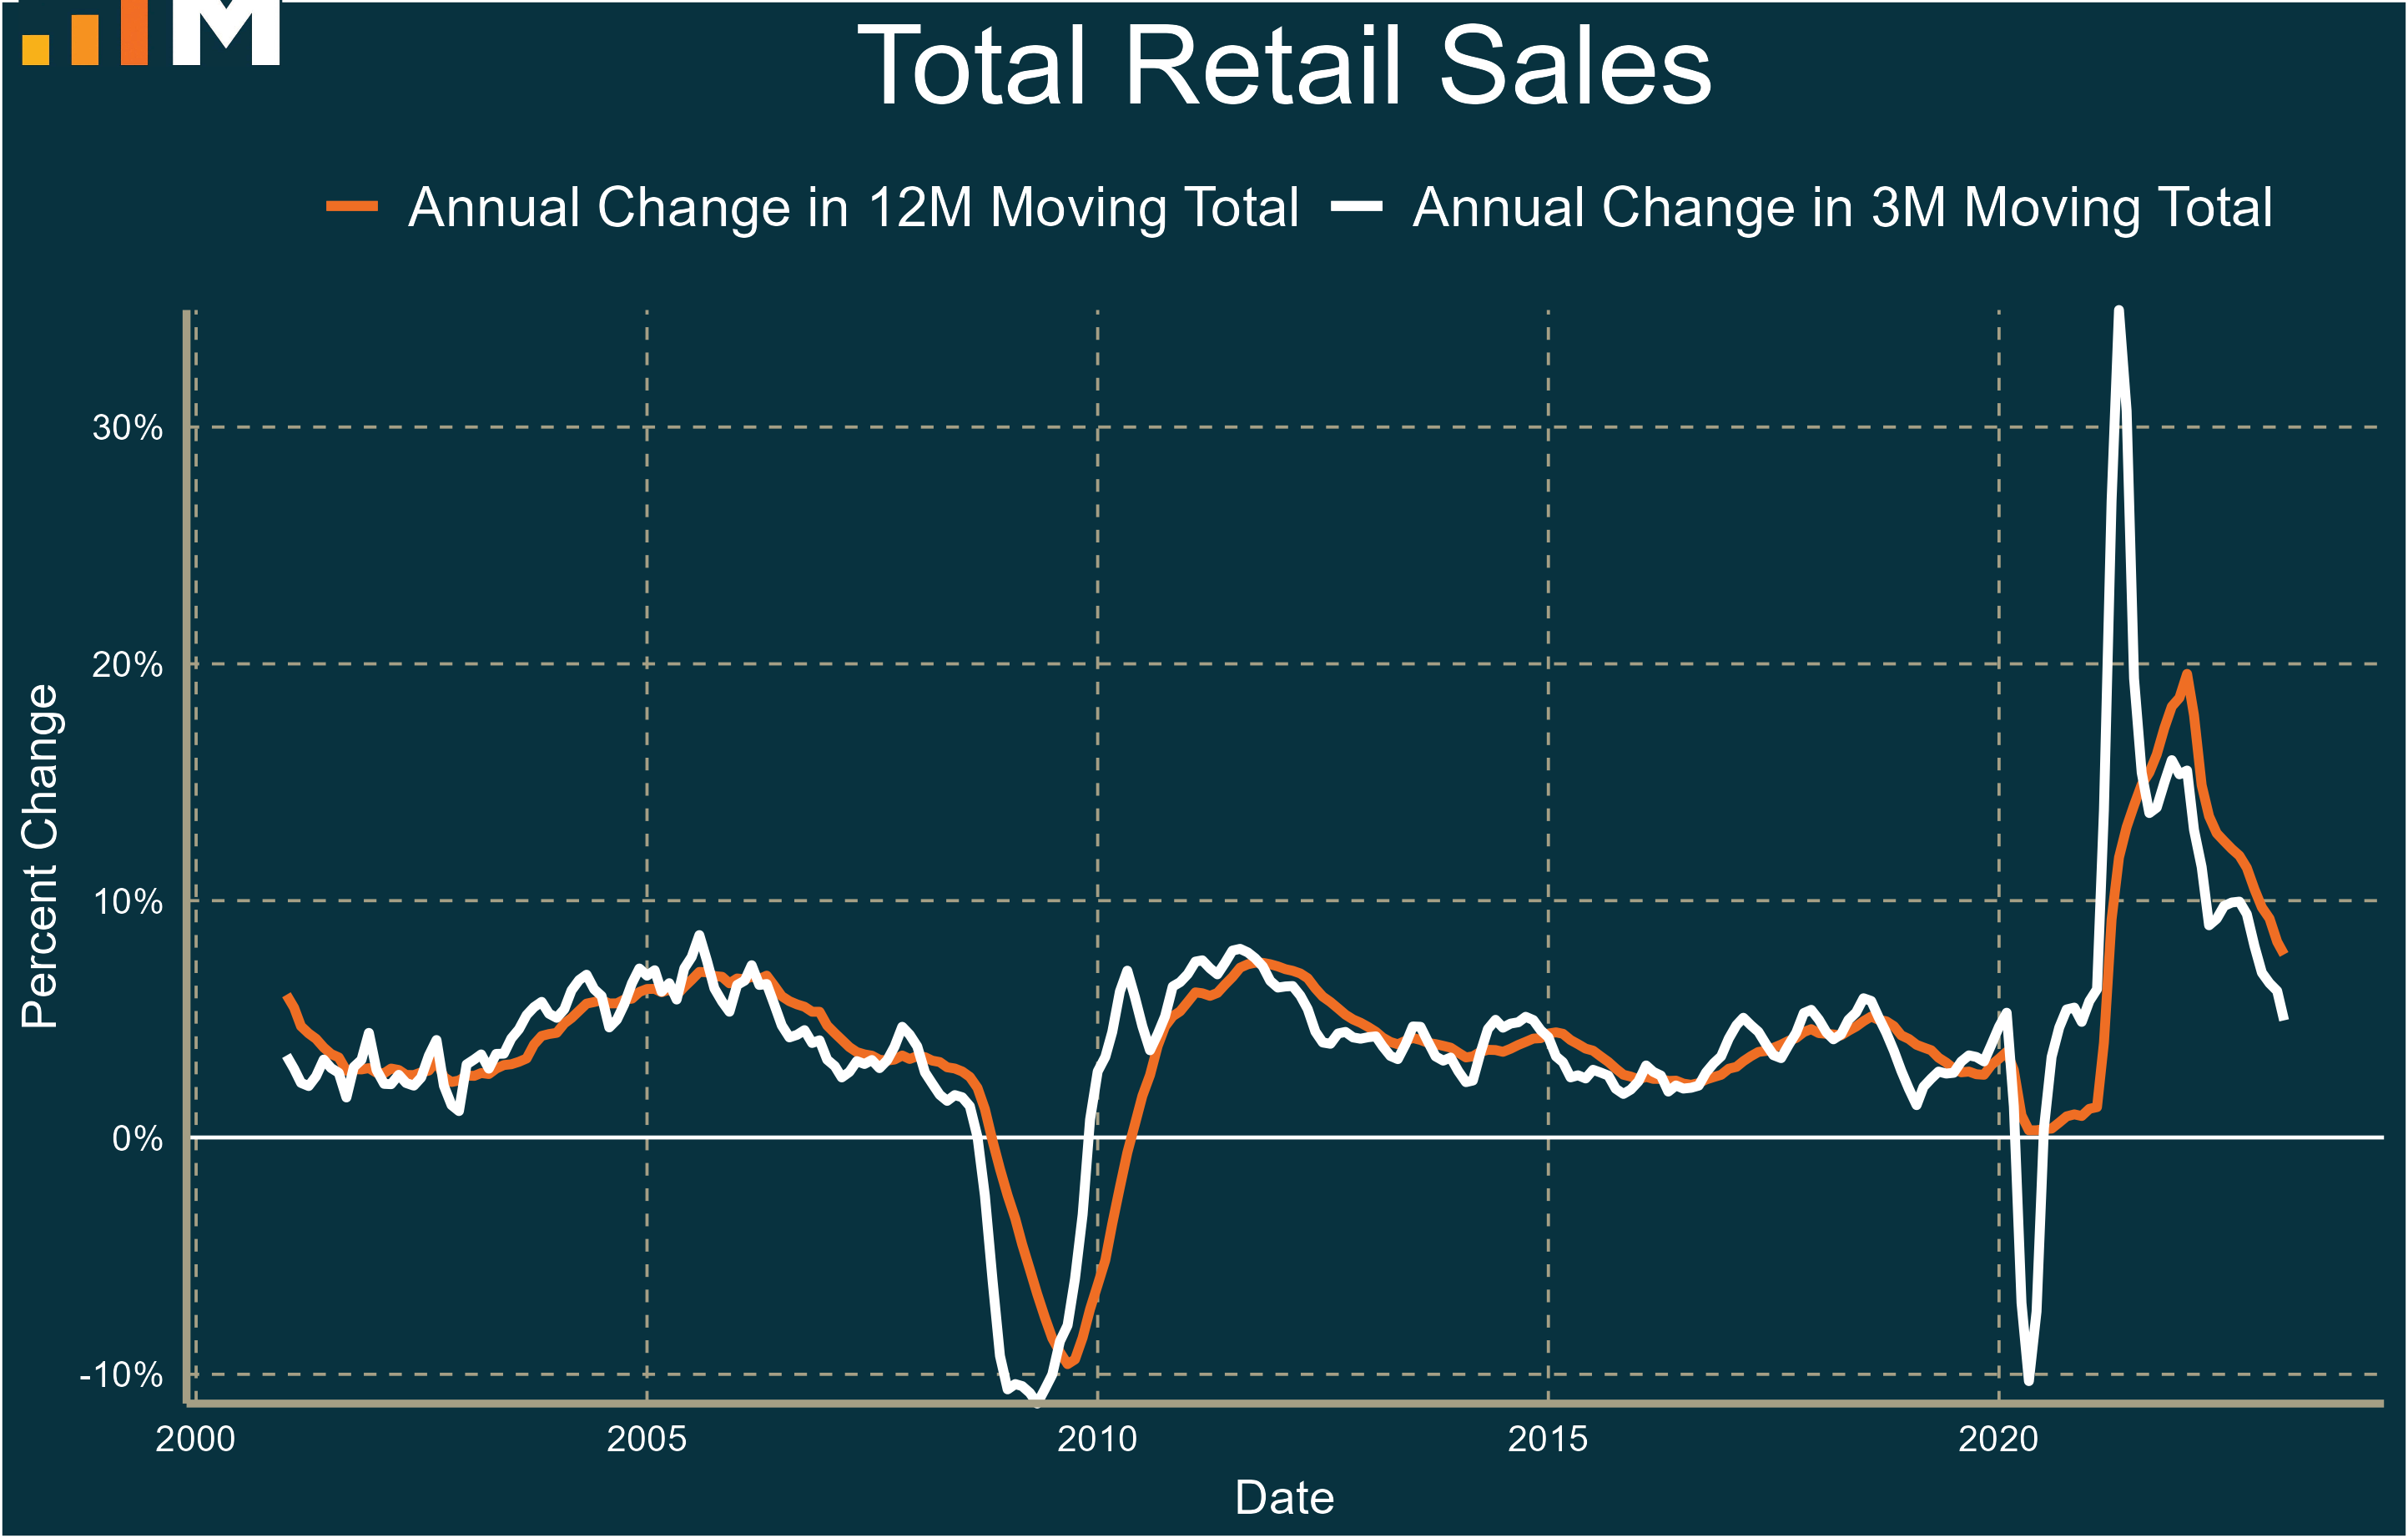 M
Total Retail Sales
Annual Change in 12M Moving Total Annual Change in 3M Moving Total
30%
20%
10%
0%
-10%
Percent Change
2000 2005 2010 2015 2020
Date